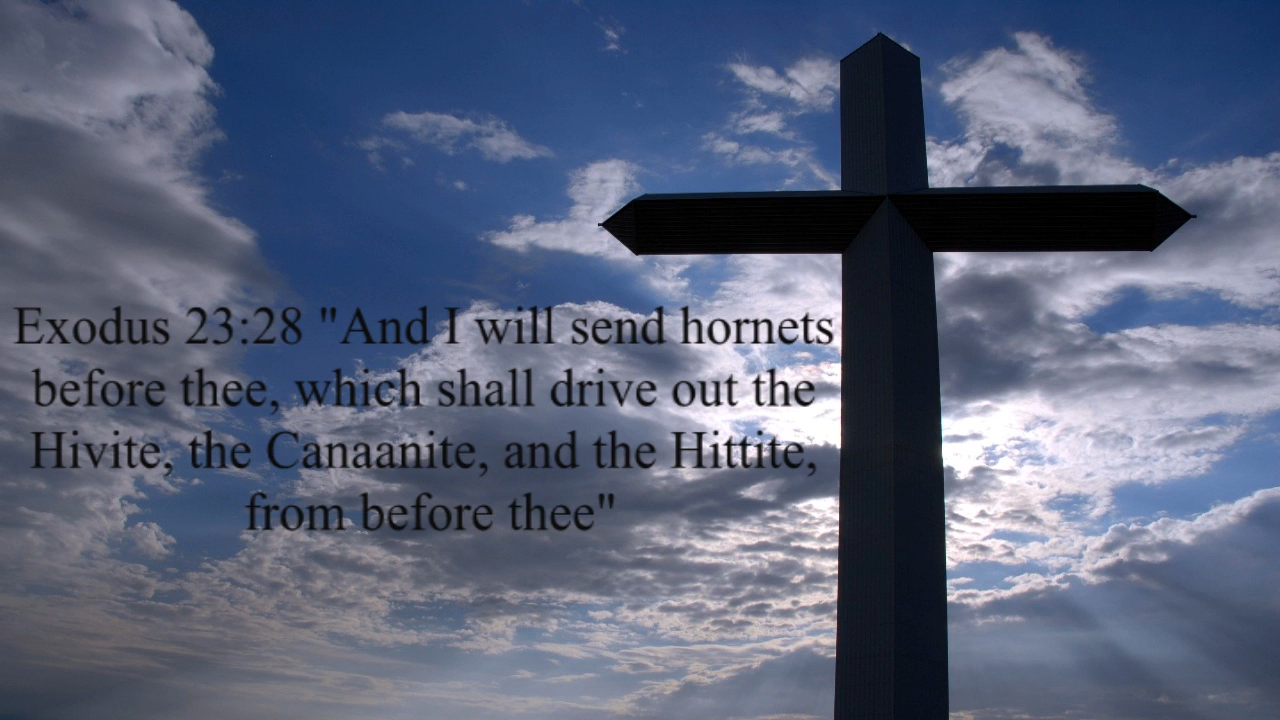 Exodus 23:28 "And I will send hornets
before thee, which shall drive out the
Hivite, the Canaanite, and the Hittite,
from before thee"